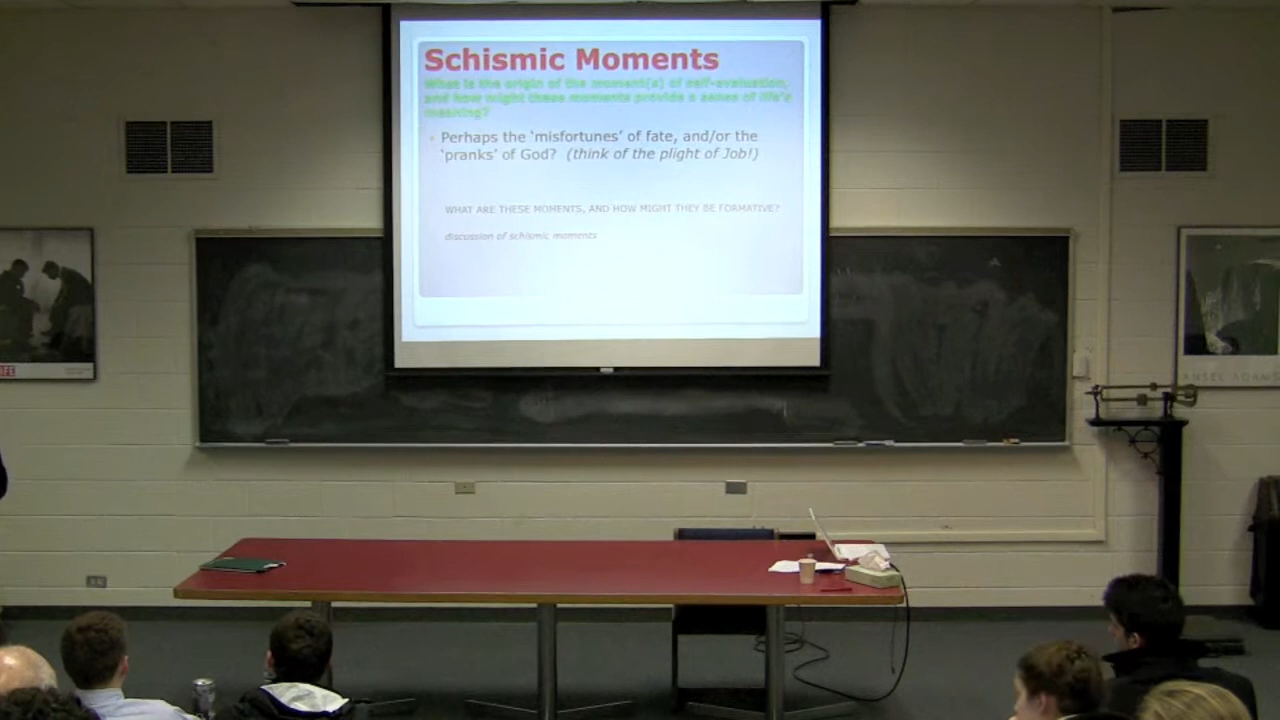 Schismic Moments
What is the origin of the moment(s) of self-evaluation,
and how might these moments provide a sense of life's
meaning?
Perhaps the 'misfortunes' of fate, and/or the
'pranks' of God? (think of the plight of Job!)
WHAT ARE THESE MOMENTS, AND HOW MIGHT THEY BE FORMATIVE?
discussion of schismic moments
ANSEL ADAMS